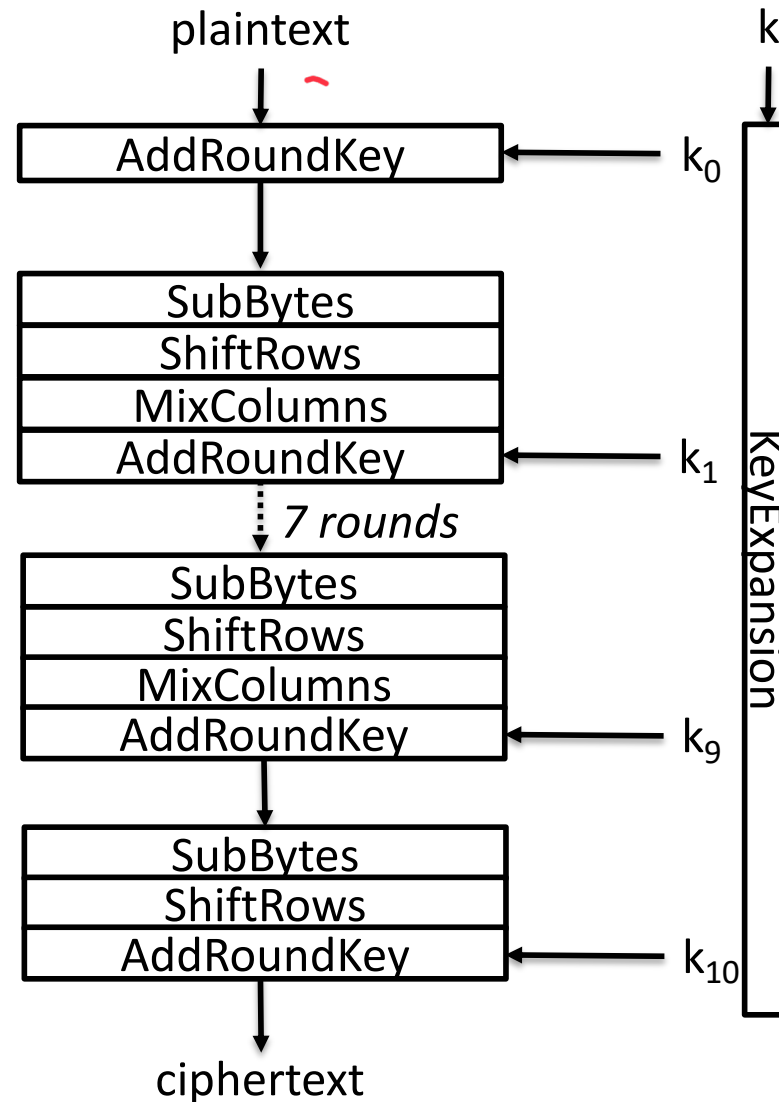 plaintext
k
AddRoundKey
k₀
SubBytes
ShiftRows
MixColumns
AddRoundKey
k₁
7 rounds
SubBytes
ShiftRows
MixColumns
AddRoundKey
k₉
SubBytes
ShiftRows
AddRoundKey
k₁₀
KeyExpansion
ciphertext